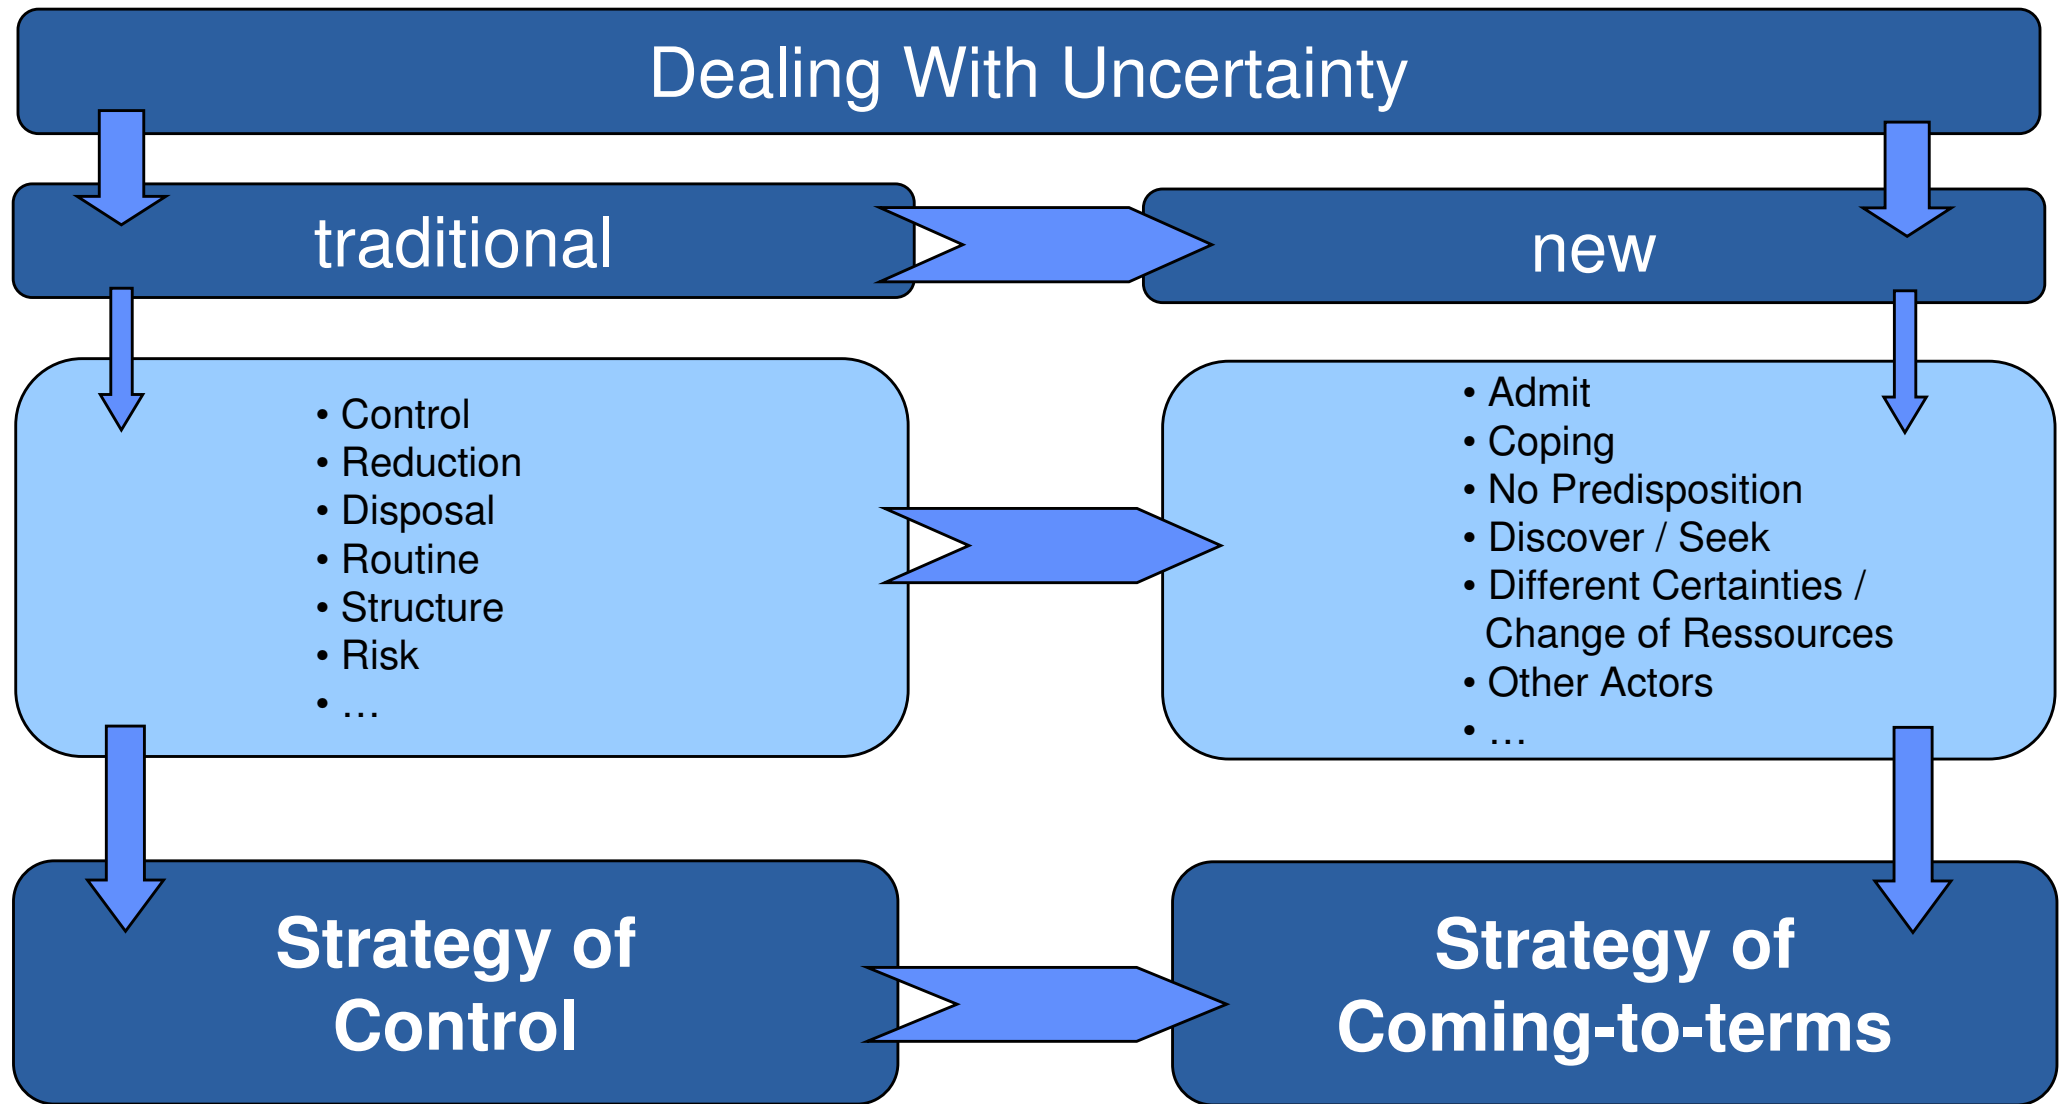 Dealing With Uncertainty
traditional
new
• Control
• Reduction
• Disposal
• Routine
• Structure
• Risk
• …
• Admit
• Coping
• No Predisposition
• Discover / Seek
• Different Certainties /
Change of Ressources
• Other Actors
• …
Strategy of
Control
Strategy of
Coming-to-terms